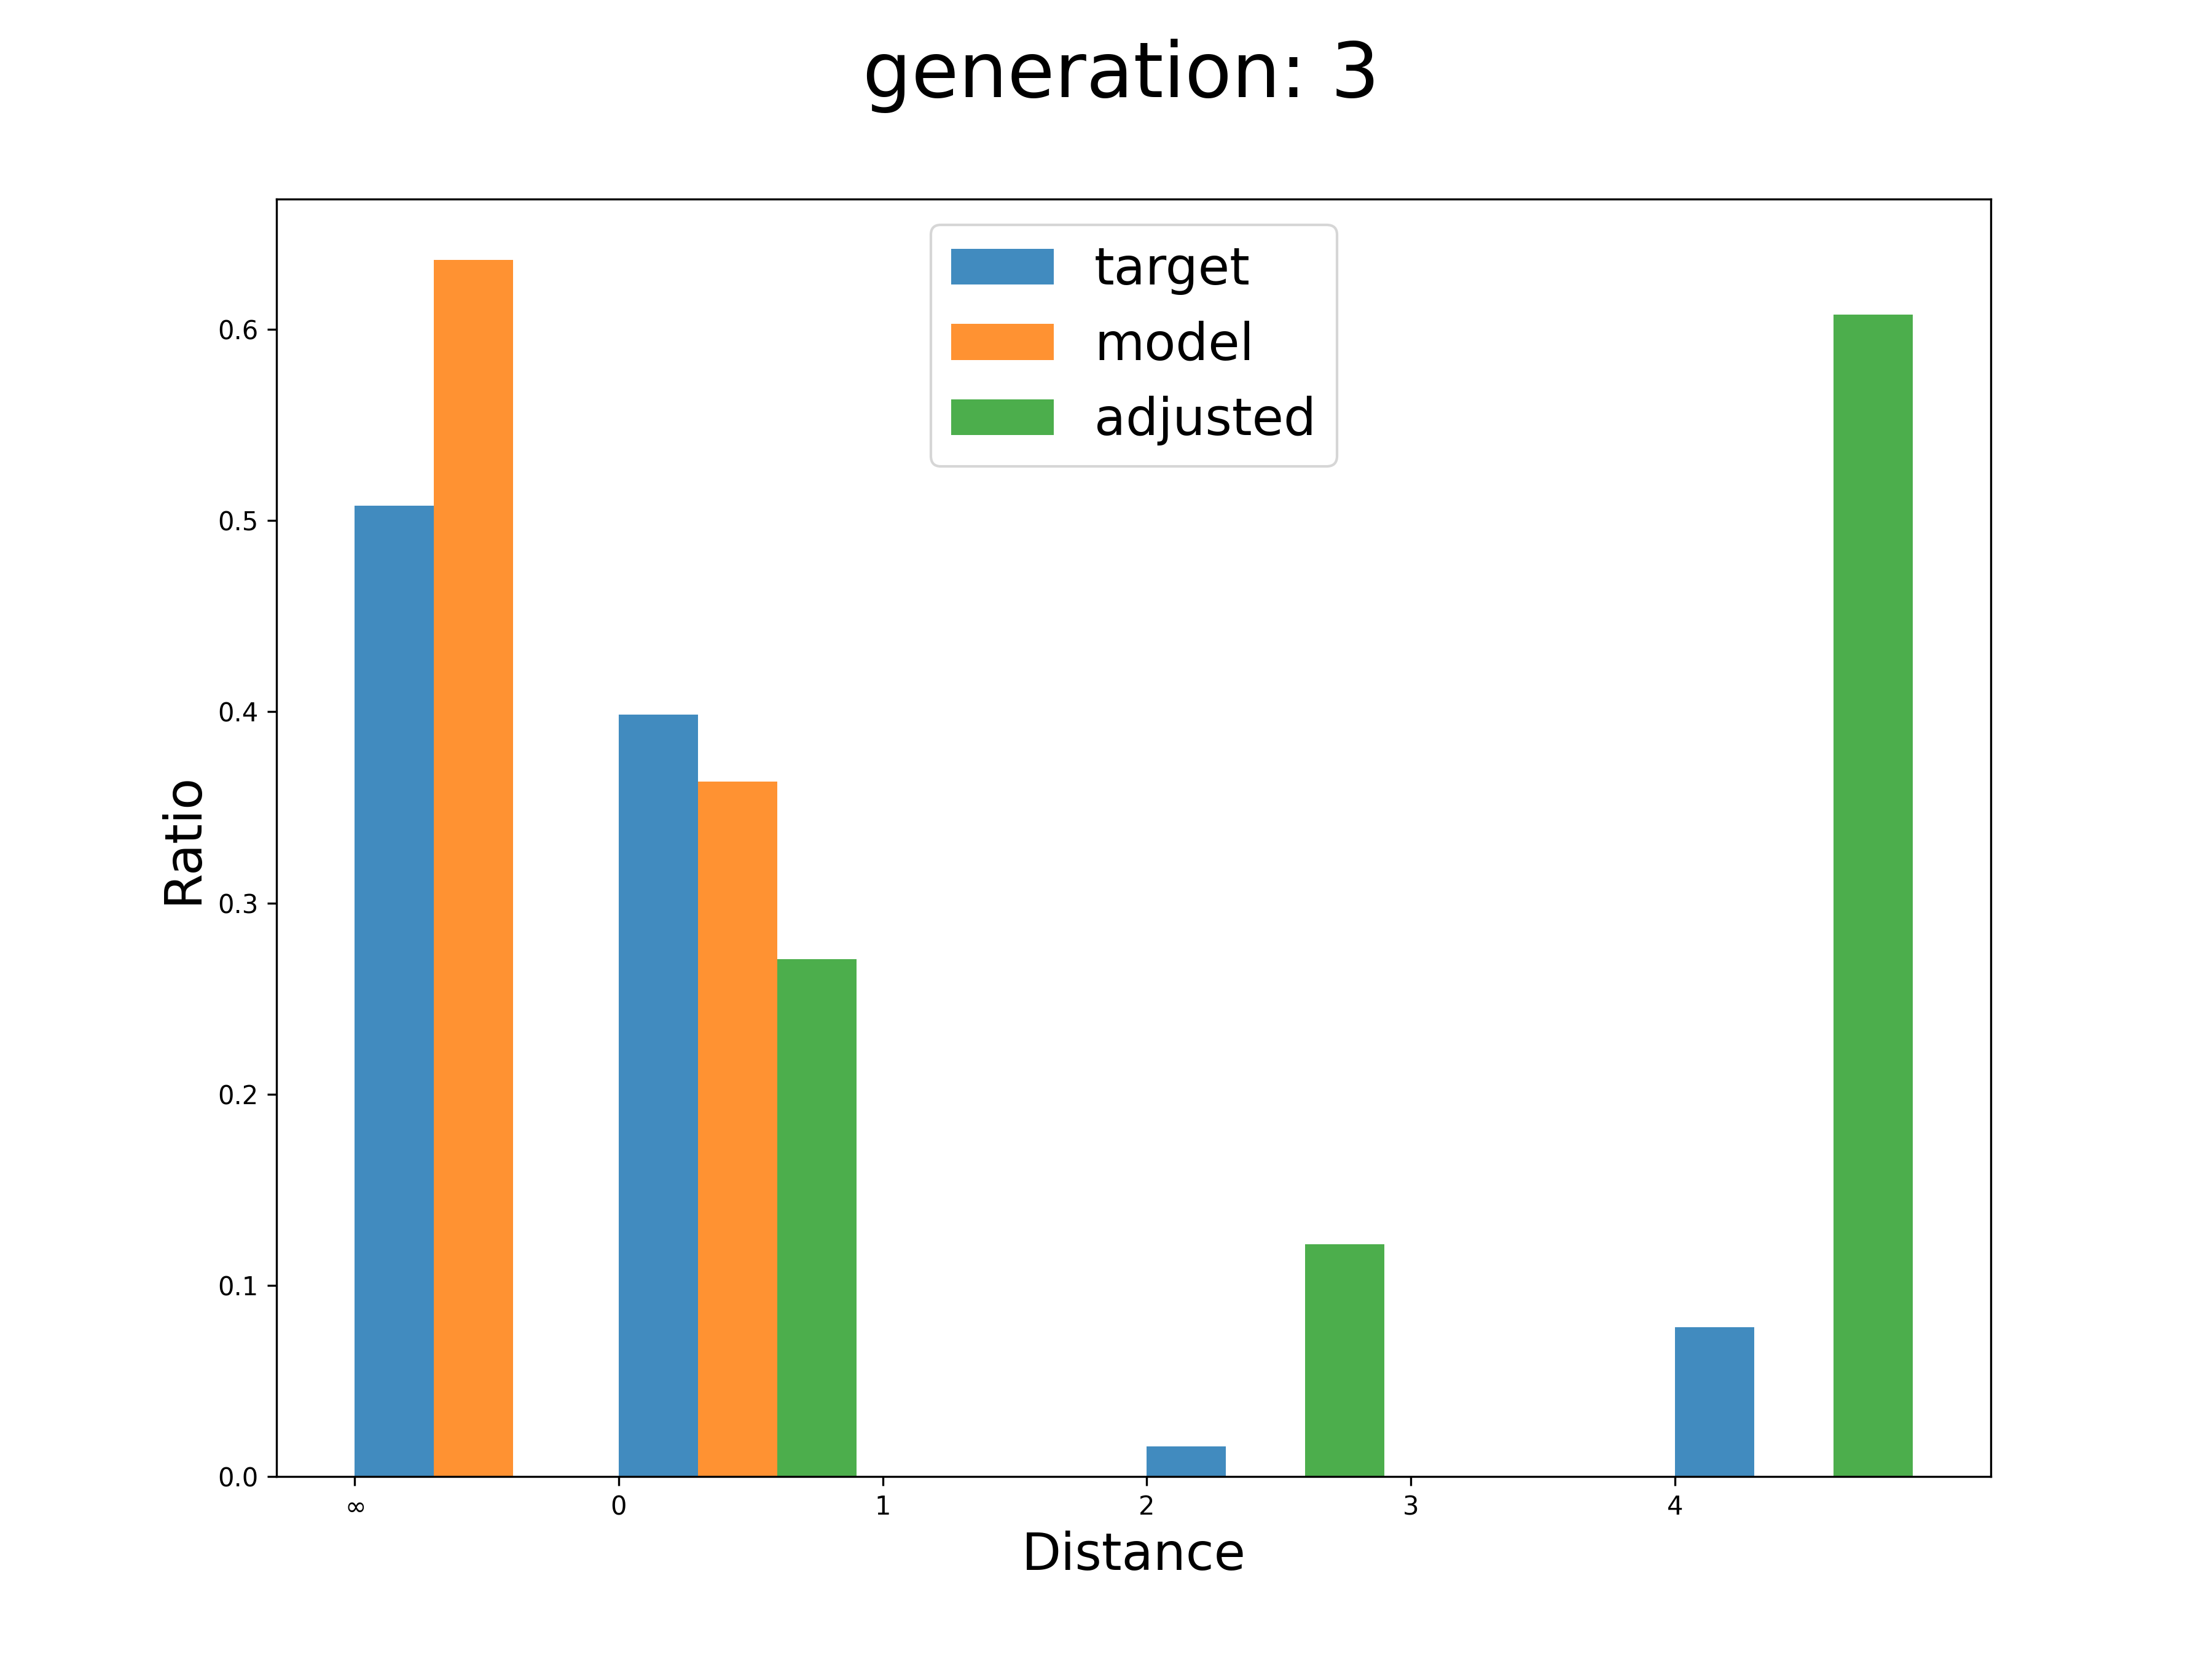 generation: 3
target
model
adjusted
Ratio
0.6
0.5
0.4
0.3
0.2
0.1
0.0
∞ 0 1 2 3 4
Distance